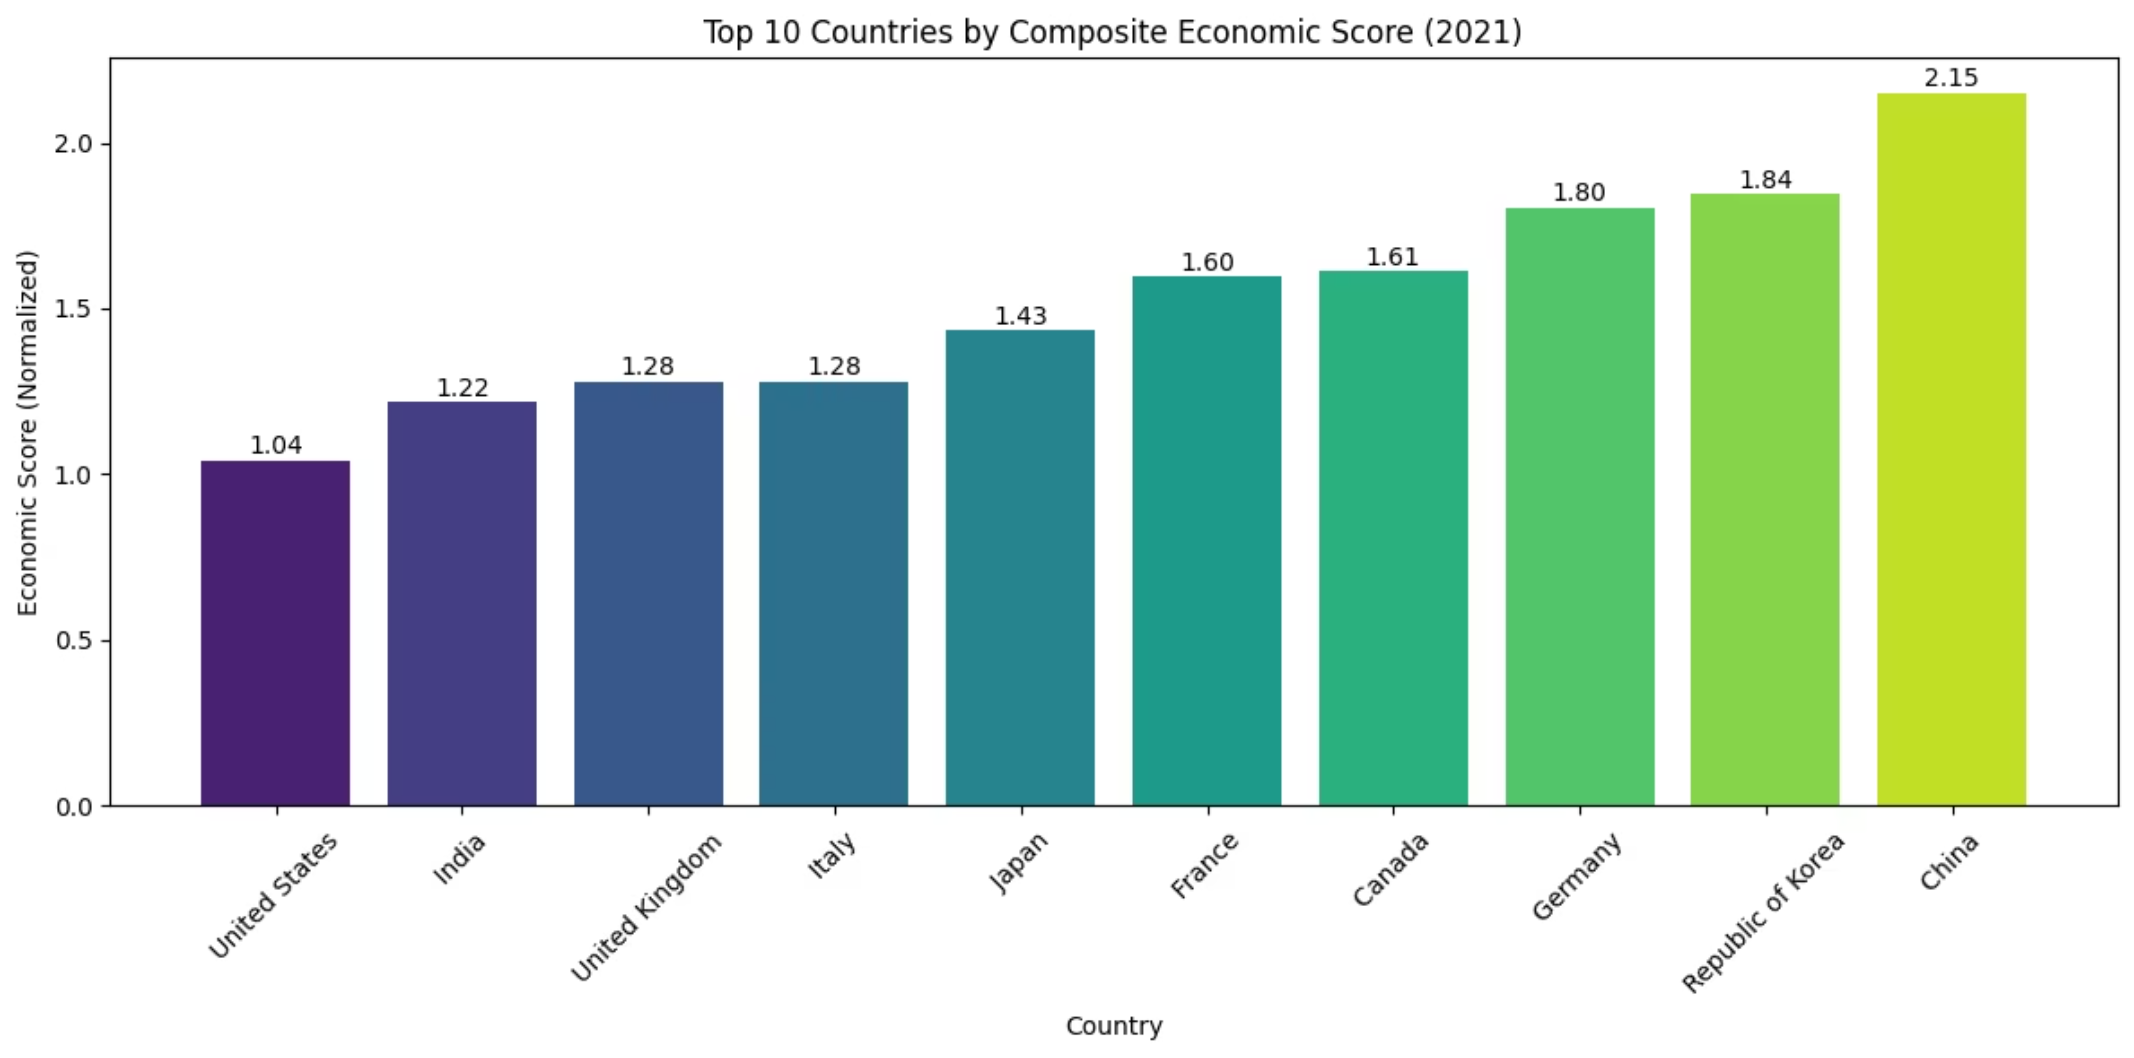 Top 10 Countries by Composite Economic Score (2021)
Economic Score (Normalized)
2.0
1.5
1.0
0.5
0.0
1.04
1.22
1.28
1.28
1.43
1.60
1.61
1.80
1.84
2.15
United States
India
United Kingdom
Italy
Japan
France
Canada
Germany
Republic of Korea
China
Country